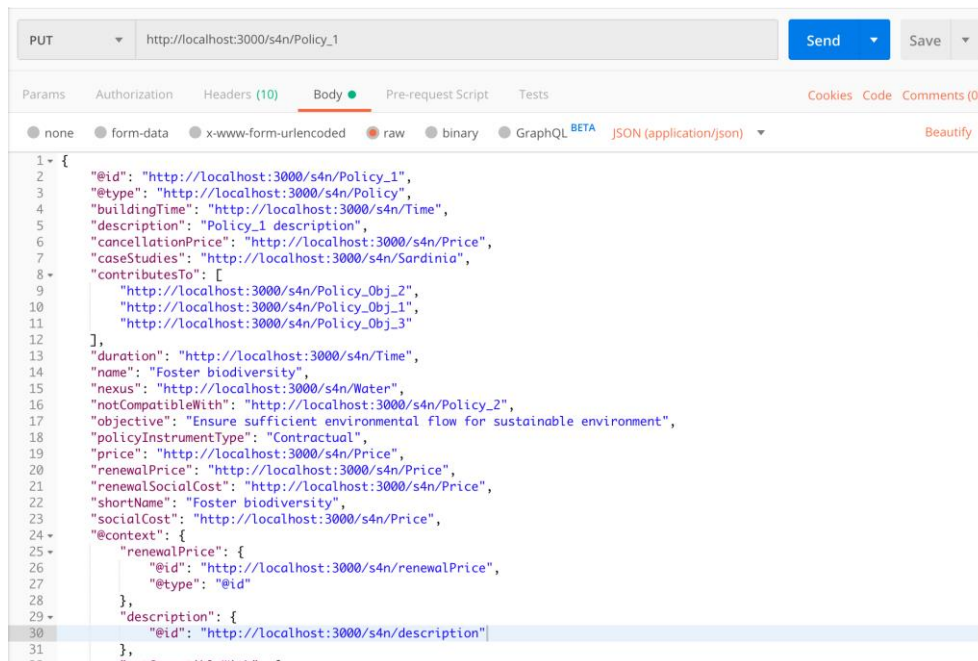 PUT http://localhost:3000/s4n/Policy_1 Send Save
Params Authorization Headers (10) Body Pre-request Script Tests Cookies Code Comments (0
none form-data x-www-form-urlencoded raw binary GraphQL BETA JSON (application/json) Beautify
1 {
2 "@id": "http://localhost:3000/s4n/Policy_1",
3 "@type": "http://localhost:3000/s4n/Policy",
4 "buildingTime": "http://localhost:3000/s4n/Time",
5 "description": "Policy_1 description",
6 "cancellationPrice": "http://localhost:3000/s4n/Price",
7 "caseStudies": "http://localhost:3000/s4n/Sardinia",
8 "contributesTo": [
9 "http://localhost:3000/s4n/Policy_Obj_2",
10 "http://localhost:3000/s4n/Policy_Obj_1",
11 "http://localhost:3000/s4n/Policy_Obj_3"
12 ],
13 "duration": "http://localhost:3000/s4n/Time",
14 "name": "Foster biodiversity",
15 "nexus": "http://localhost:3000/s4n/Water",
16 "notCompatibleWith": "http://localhost:3000/s4n/Policy_2",
17 "objective": "Ensure sufficient environmental flow for sustainable environment",
18 "policyInstrumentType": "Contractual",
19 "price": "http://localhost:3000/s4n/Price",
20 "renewalPrice": "http://localhost:3000/s4n/Price",
21 "renewalSocialCost": "http://localhost:3000/s4n/Price",
22 "shortName": "Foster biodiversity",
23 "socialCost": "http://localhost:3000/s4n/Price",
24 "@context": {
25 "renewalPrice": {
26 "@id": "http://localhost:3000/s4n/renewalPrice",
27 "@type": "@id"
28 },
29 "description": {
30 "@id": "http://localhost:3000/s4n/description"
31 },